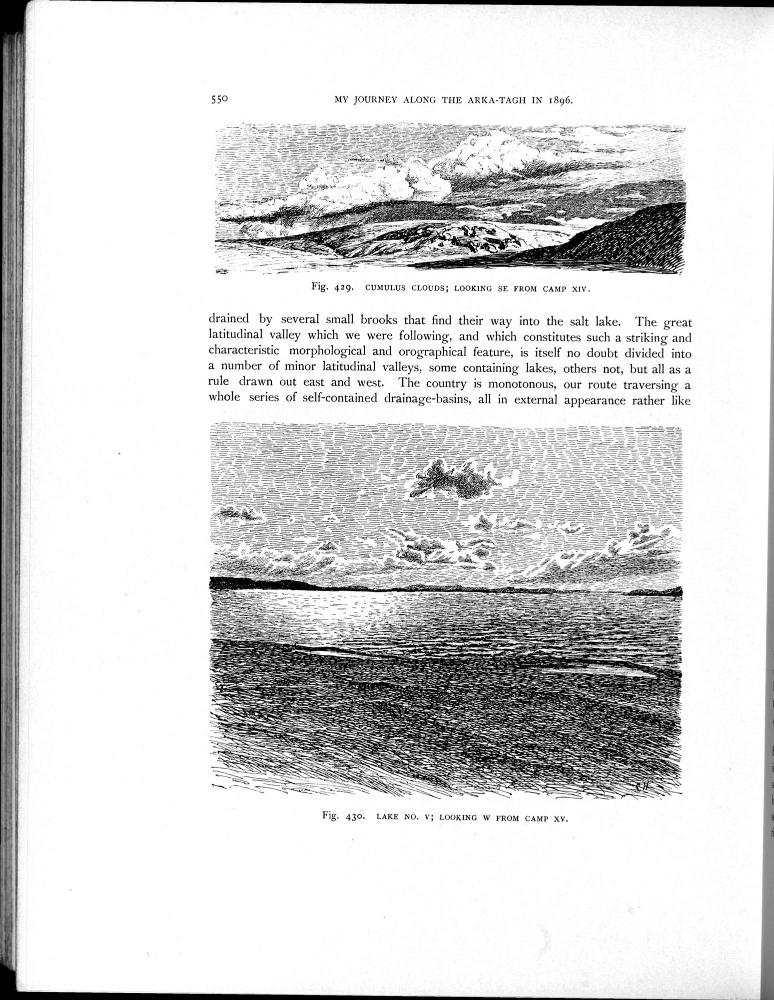 550
MY JOURNEY ALONG THE ARKA-TAGH IN 1896.
Fig. 429. CUMULUS CLOUDS; LOOKING SE FROM CAMP XIV.
drained by several small brooks that find their way into the salt lake. The great
latitudinal valley which we were following, and which constitutes such a striking and
characteristic morphological and orographical feature, is itself no doubt divided into
a number of minor latitudinal valleys, some containing lakes, others not, but all as a
rule drawn out east and west. The country is monotonous, our route traversing a
whole series of self-contained drainage-basins, all in external appearance rather like
Fig. 430. LAKE NO. V; LOOKING W FROM CAMP XV.